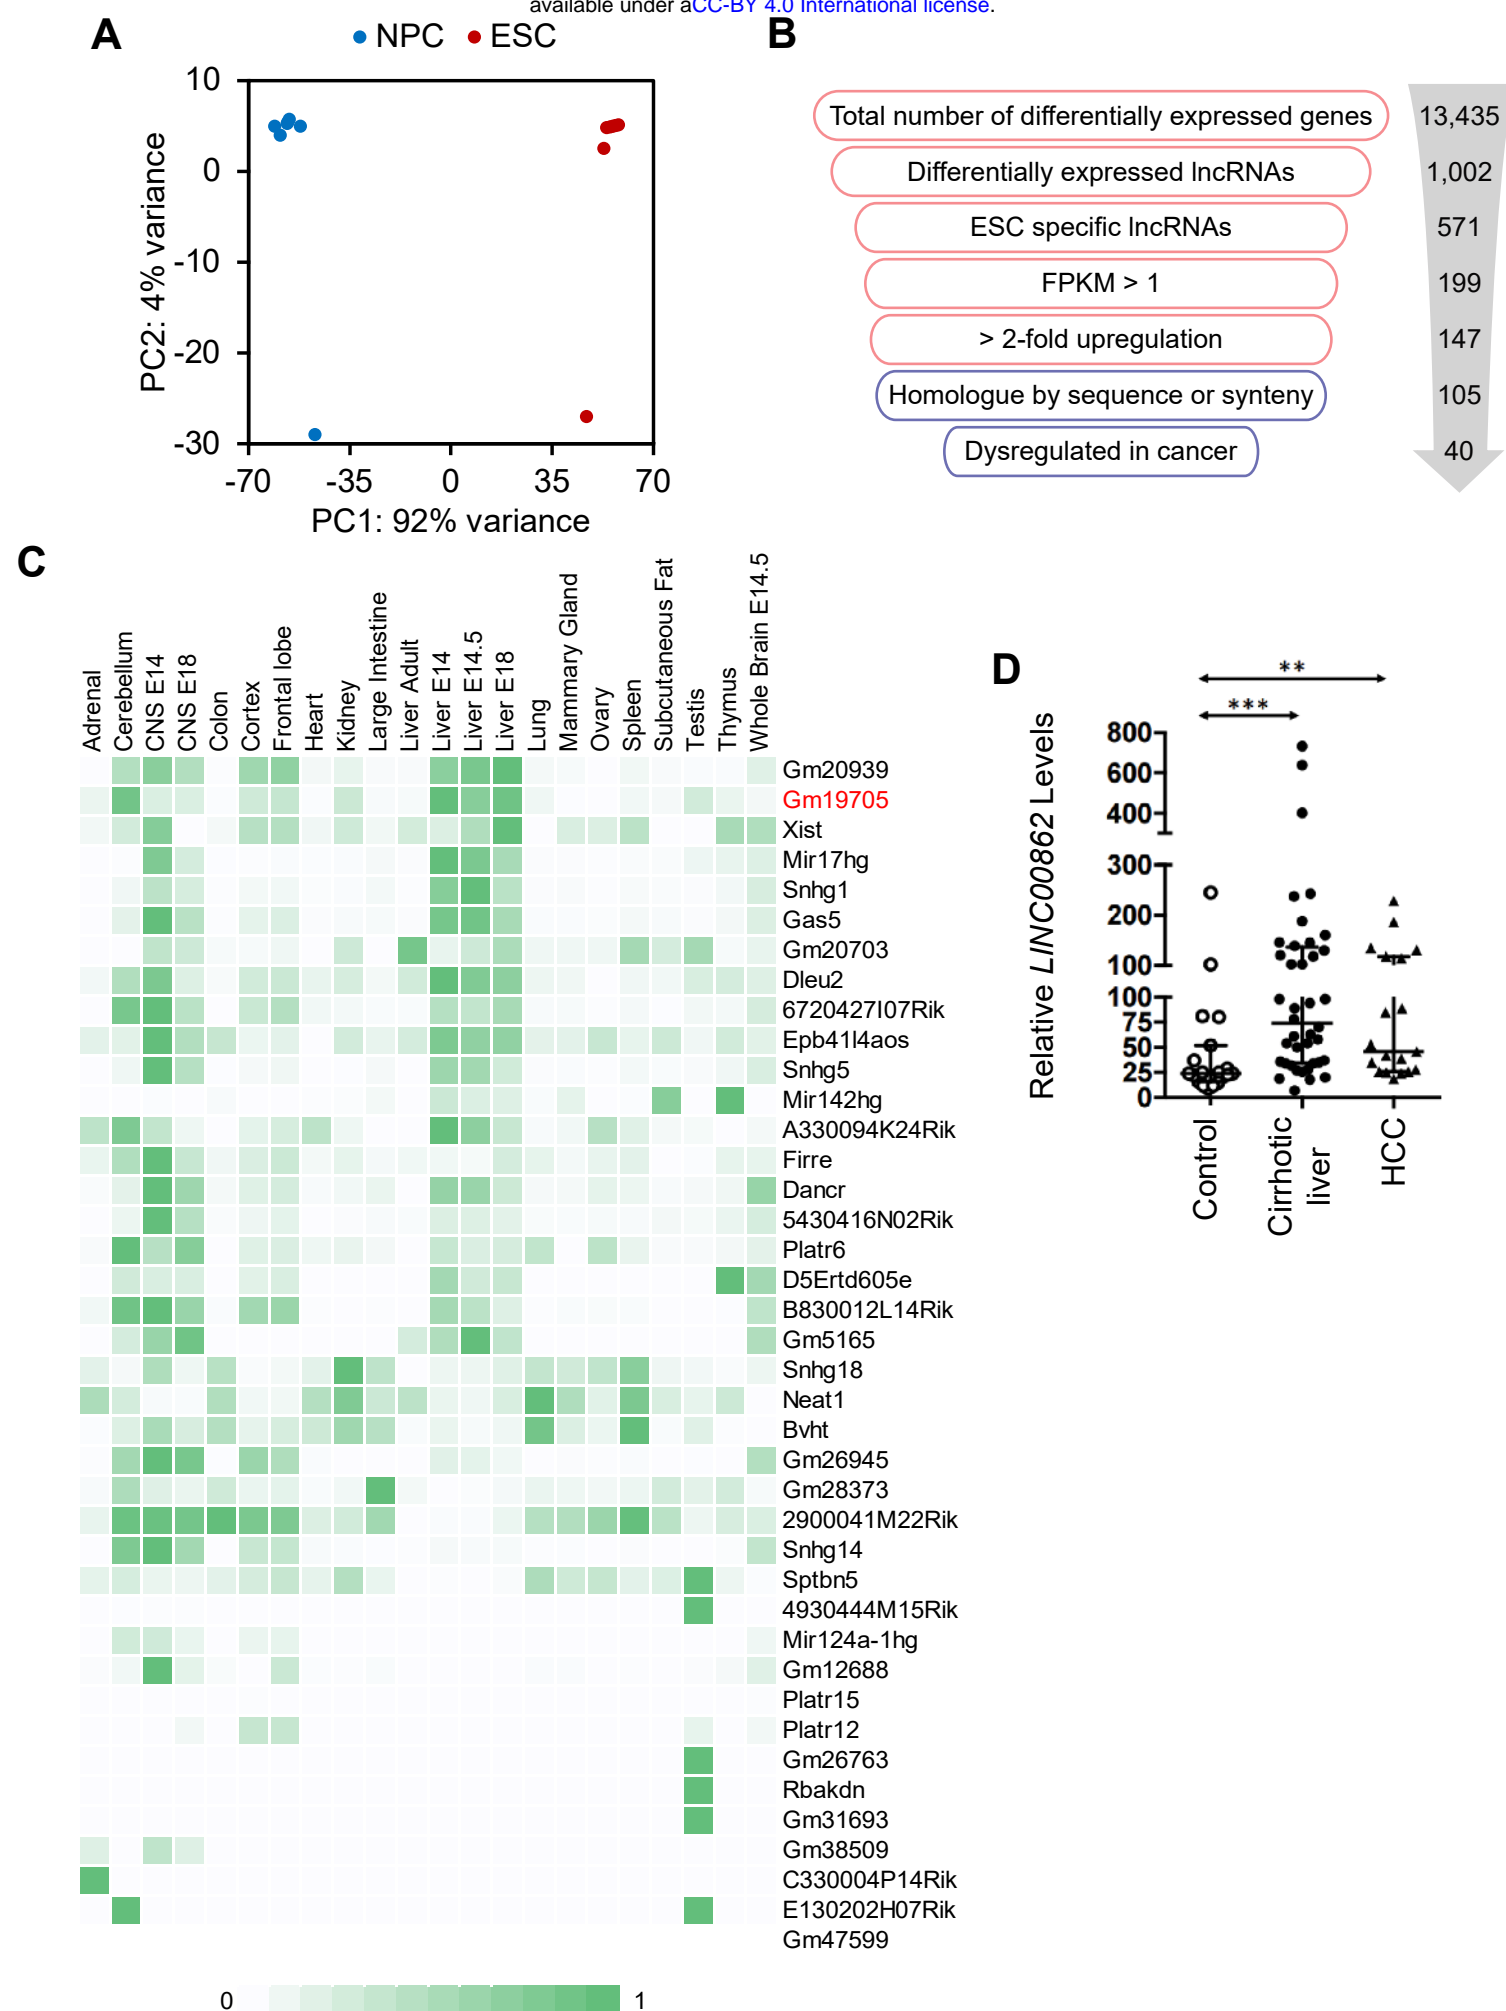 available under aCC-BY 4.0 International license.
A
NPC ESC
10
0
-10
-20
-30
-70 -35 0 35 70
PC2: 4% variance
PC1: 92% variance
B
Total number of differentially expressed genes 13,435
Differentially expressed lncRNAs 1,002
ESC specific lncRNAs 571
FPKM > 1 199
> 2-fold upregulation 147
Homologue by sequence or synteny 105
Dysregulated in cancer 40
C
Adrenal
Cerebellum
CNS E14
CNS E18
Colon
Cortex
Frontal lobe
Heart
Kidney
Large Intestine
Liver Adult
Liver E14
Liver E14.5
Liver E18
Lung
Mammary Gland
Ovary
Spleen
Subcutaneous Fat
Testis
Thymus
Whole Brain E14.5
Gm20939
Gm19705
Xist
Mir17hg
Snhg1
Gas5
Gm20703
Dleu2
6720427I07Rik
Epb41l4aos
Snhg5
Mir142hg
A330094K24Rik
Firre
Dancr
5430416N02Rik
Platr6
D5Ertd605e
B830012L14Rik
Gm5165
Snhg18
Neat1
Bvht
Gm26945
Gm28373
2900041M22Rik
Snhg14
Sptbn5
4930444M15Rik
Mir124a-1hg
Gm12688
Platr15
Platr12
Gm26763
Rbakdn
Gm31693
Gm38509
C330004P14Rik
E130202H07Rik
Gm47599
0 1
D
**
***
Relative LINC00862 Levels
800
600
400
300
200
100
100
75
50
25
0
Control
Cirrhotic
liver
HCC